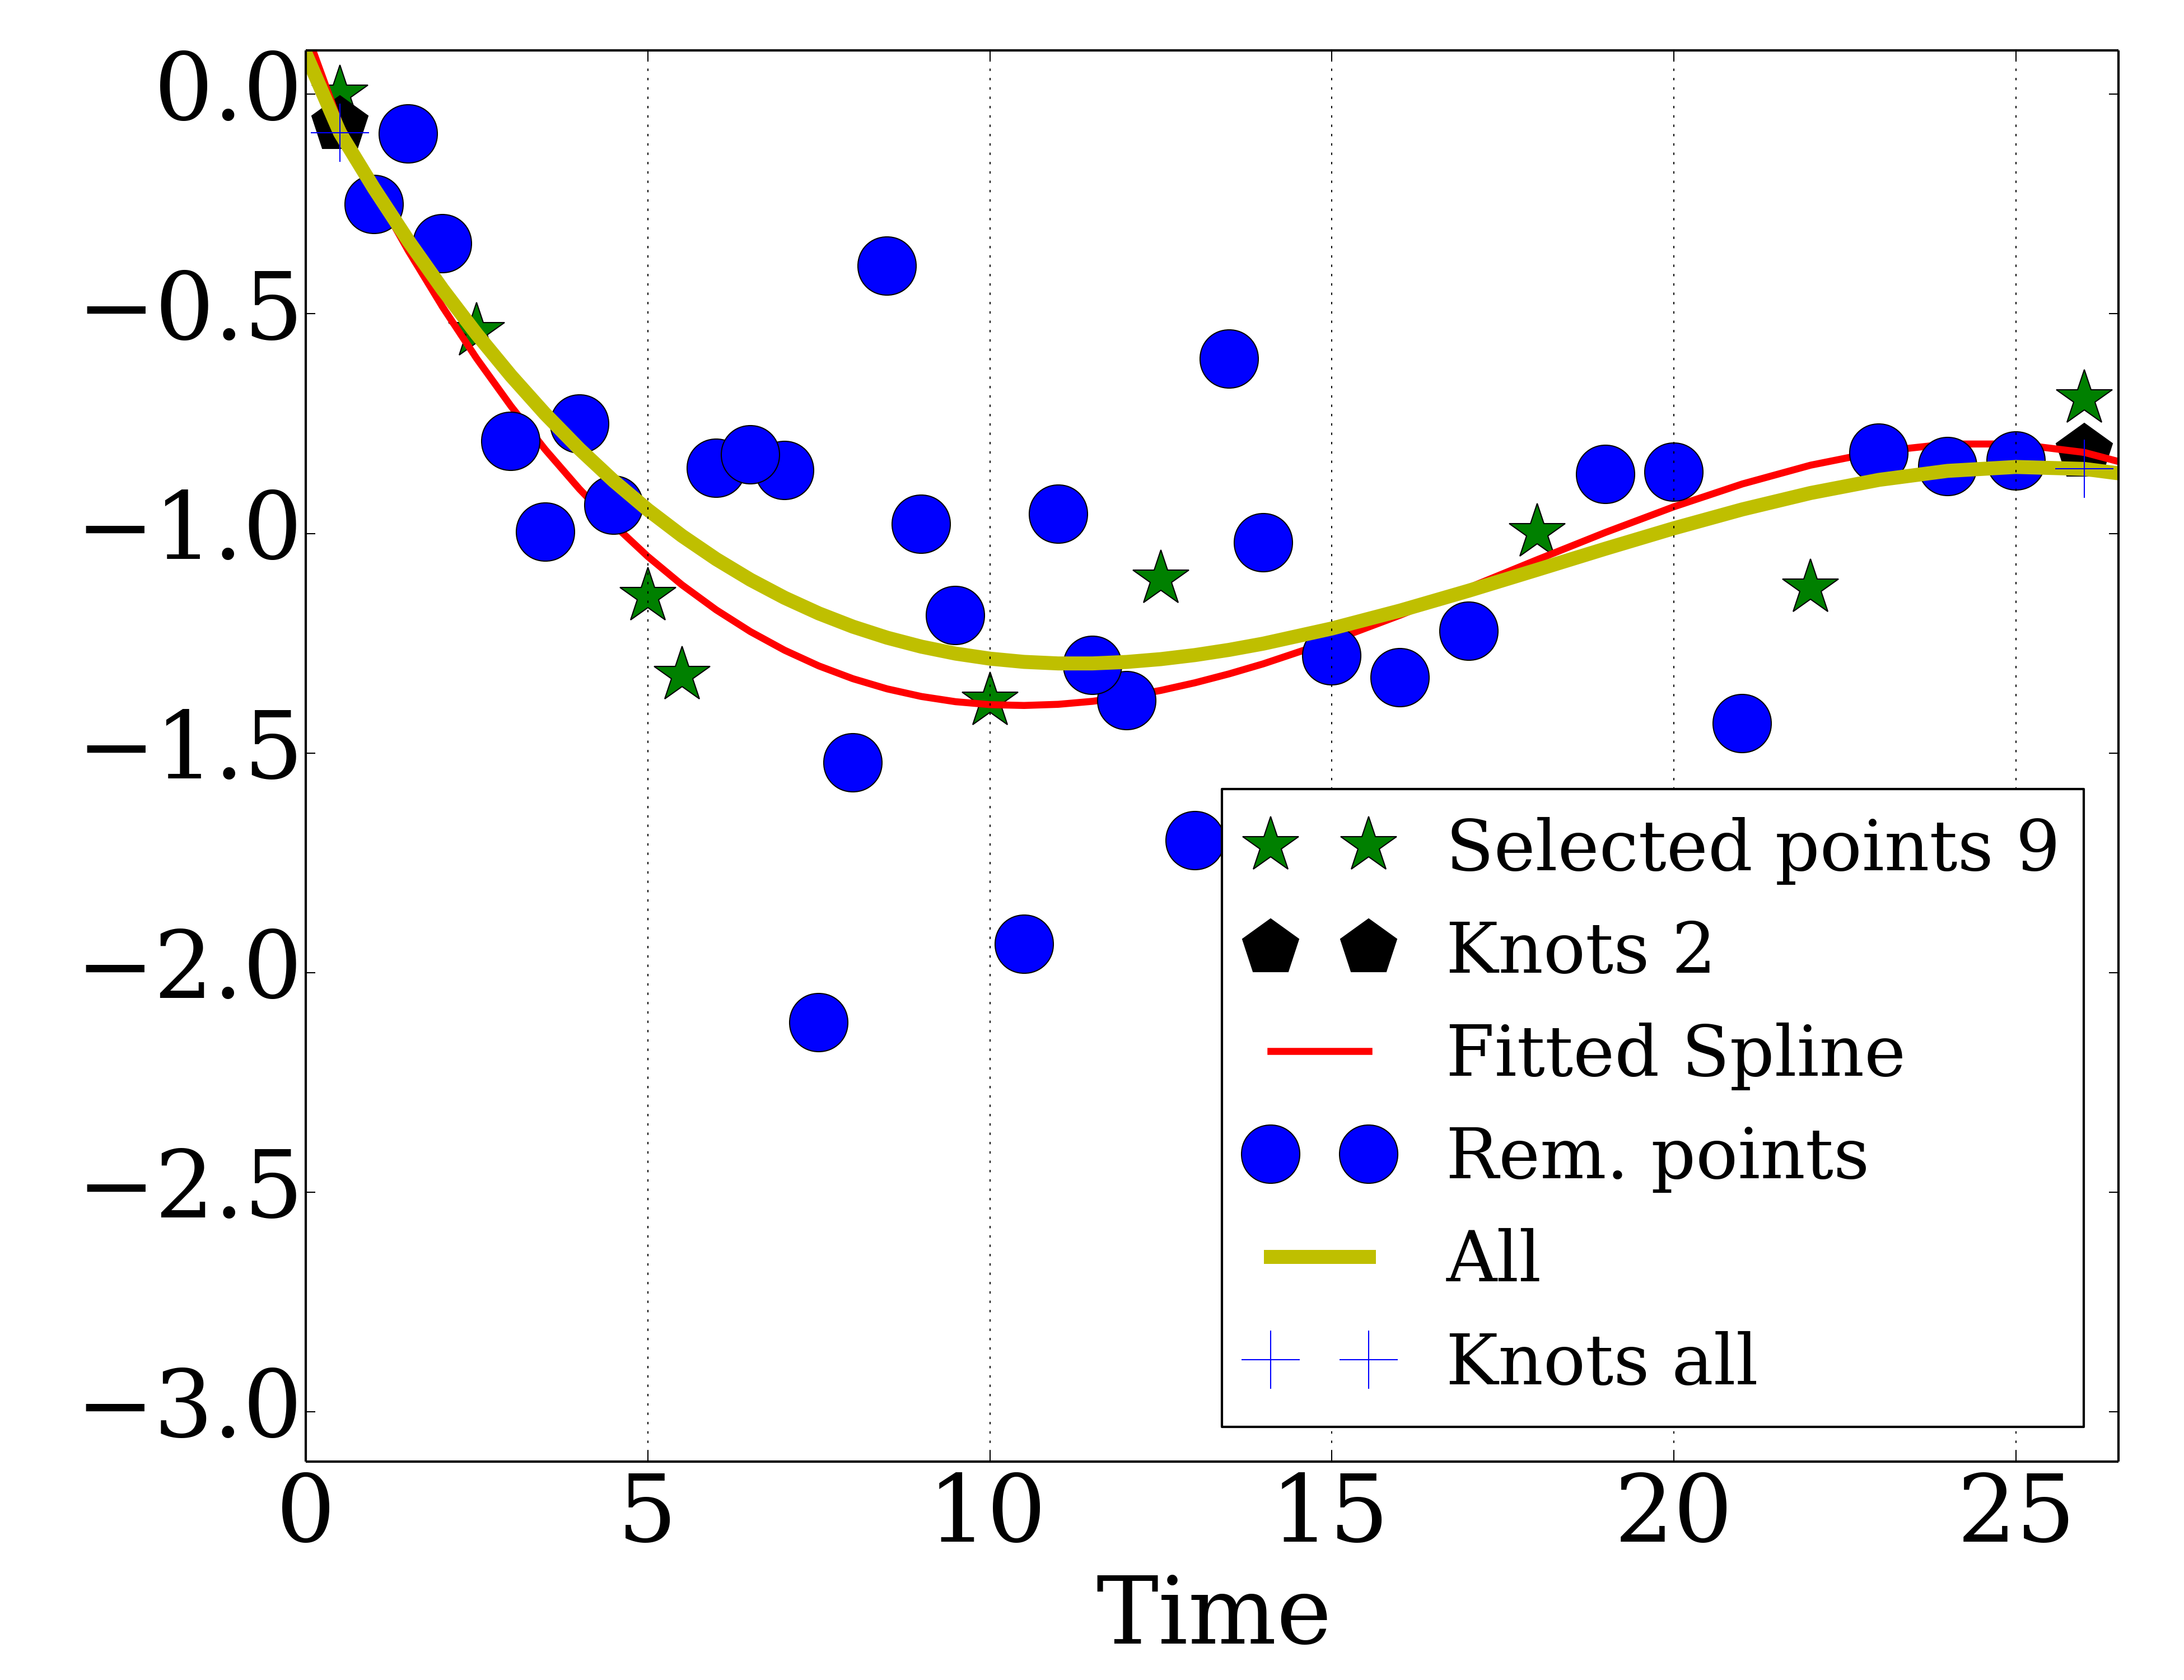 0.0
−0.5
−1.0
−1.5
−2.0
−2.5
−3.0
Selected points 9
Knots 2
Fitted Spline
Rem. points
All
Knots all
0 5 10 15 20 25
Time